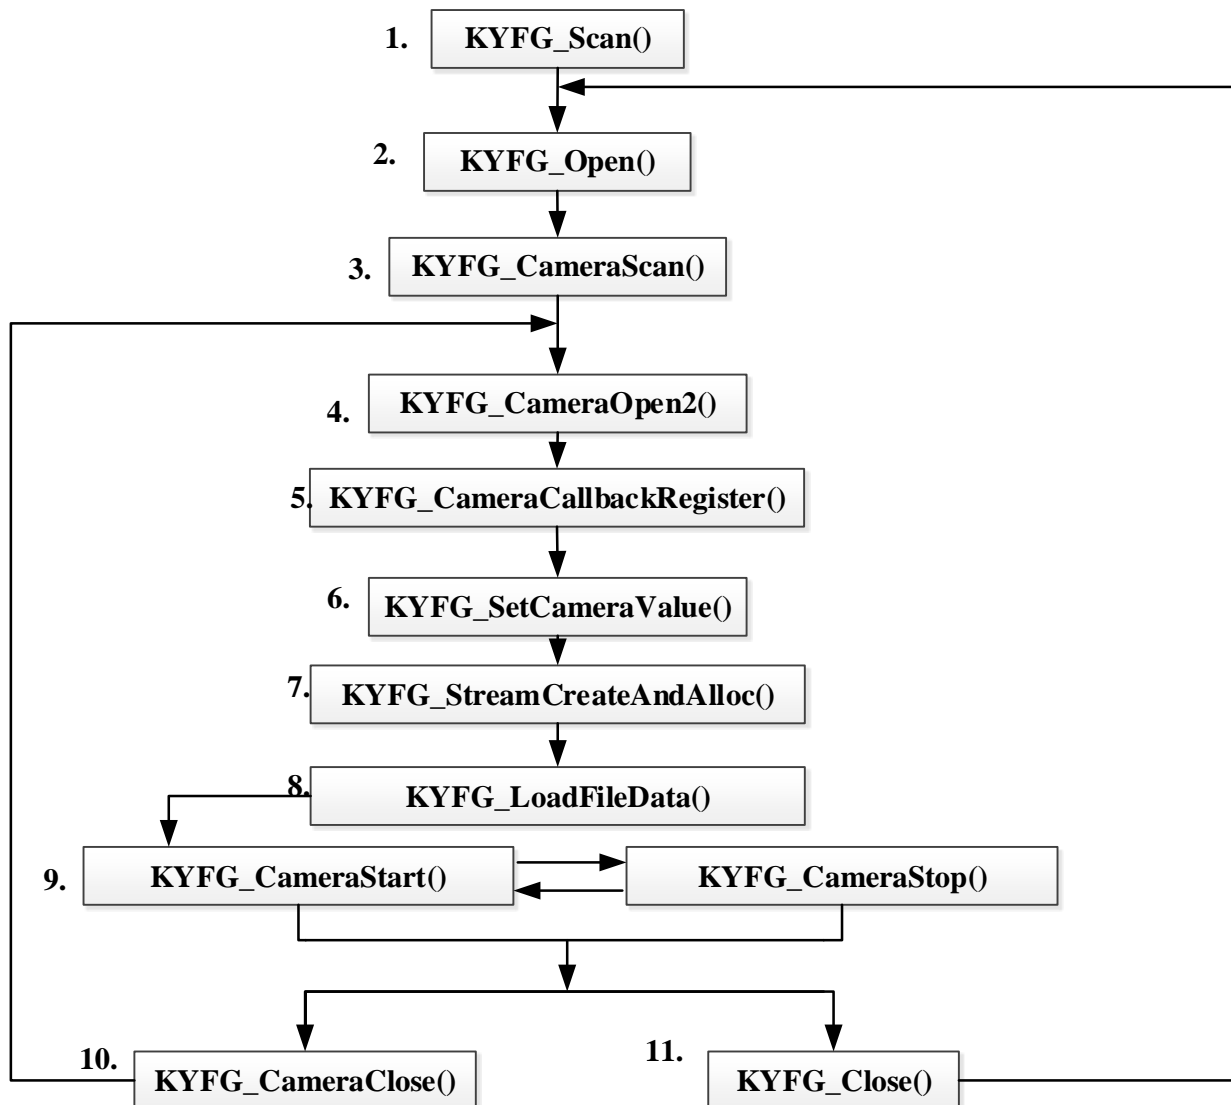 1. KYFG_Scan()
2. KYFG_Open()
3. KYFG_CameraScan()
4. KYFG_CameraOpen2()
5. KYFG_CameraCallbackRegister()
6. KYFG_SetCameraValue()
7. KYFG_StreamCreateAndAlloc()
8. KYFG_LoadFileData()
9. KYFG_CameraStart() KYFG_CameraStop()
10. KYFG_CameraClose() 11. KYFG_Close()